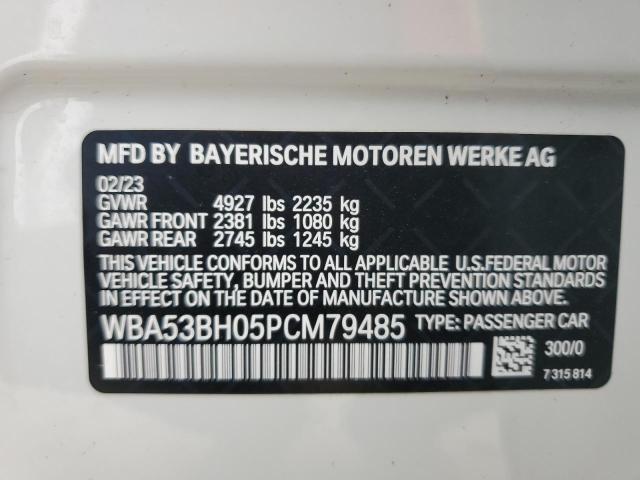 MFD BY BAYERISCHE MOTOREN WERKE AG
02/23
GVWR 4927 lbs 2235 kg
GAWR FRONT 2381 lbs 1080 kg
GAWR REAR 2745 lbs 1245 kg
THIS VEHICLE CONFORMS TO ALL APPLICABLE U.S.FEDERAL MOTOR
VEHICLE SAFETY, BUMPER AND THEFT PREVENTION
STANDARDS IN EFFECT ON THE DATE OF MANUFACTURE SHOWN ABOVE.
WBA53BH05PCM79485 TYPE: PASSENGER CAR
300/0
7 315 814